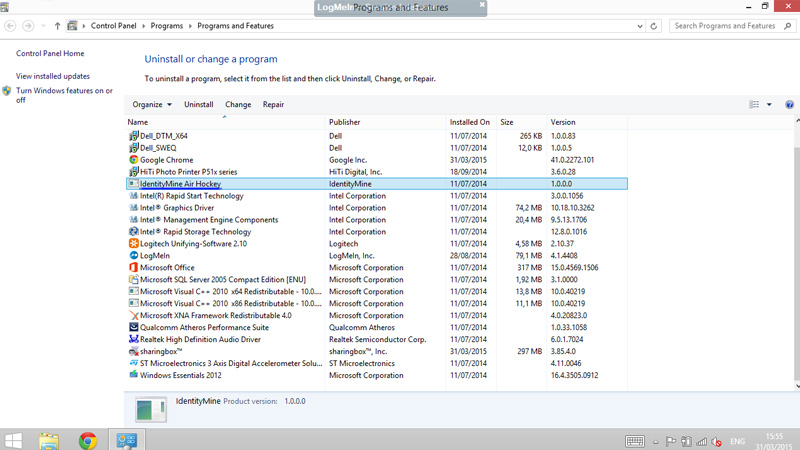 LogMeIn
Programs and Features
Control Panel Programs Programs and Features
Search Programs and Features
Control Panel Home
View installed updates
Turn Windows features on or off
Uninstall or change a program
To uninstall a program, select it from the list and then click Uninstall, Change, or Repair.
Organize Uninstall Change Repair
Name Publisher Installed On Size Version
Dell_DTM_X64 Dell 11/07/2014 265 KB 1.0.0.83
Dell_SWEQ Dell 11/07/2014 12,0 KB 1.0.0.5
Google Chrome Google Inc. 31/03/2015 41.0.2272.101
HiTi Photo Printer P51x series HiTi Digital, Inc. 18/09/2014 3.6.0.28
IdentityMine Air Hockey IdentityMine 11/07/2014 1.0.0.0
Intel(R) Rapid Start Technology Intel Corporation 11/07/2014 3.0.0.1056
Intel® Graphics Driver Intel Corporation 11/07/2014 74,2 MB 10.18.10.3262
Intel® Management Engine Components Intel Corporation 11/07/2014 20,4 MB 9.5.13.1706
Intel® Rapid Storage Technology Intel Corporation 11/07/2014 12.8.0.1016
Logitech Unifying-Software 2.10 Logitech 11/07/2014 4,58 MB 2.10.37
LogMeIn LogMeIn, Inc. 28/08/2014 79,1 MB 4.1.4408
Microsoft Office Microsoft Corporation 11/07/2014 317 MB 15.0.4569.1506
Microsoft SQL Server 2005 Compact Edition [ENU] Microsoft Corporation 11/07/2014 1,92 MB 3.1.0000
Microsoft Visual C++ 2010 x64 Redistributable - 10.0.... Microsoft Corporation 11/07/2014 13,8 MB 10.0.40219
Microsoft Visual C++ 2010 x86 Redistributable - 10.0.... Microsoft Corporation 11/07/2014 11,1 MB 10.0.40219
Microsoft XNA Framework Redistributable 4.0 Microsoft Corporation 11/07/2014 4.0.20823.0
Qualcomm Atheros Performance Suite Qualcomm Atheros 11/07/2014 1.0.33.1058
Realtek High Definition Audio Driver Realtek Semiconductor Corp. 11/07/2014 6.0.1.7024
sharingbox™ sharingbox™, Inc. 31/03/2015 297 MB 3.85.4.0
ST Microelectronics 3 Axis Digital Accelerometer Solu... ST Microelectronics 11/07/2014 4.11.0046
Windows Essentials 2012 Microsoft Corporation 11/07/2014 16.4.3505.0912
IdentityMine Product version: 1.0.0.0
ENG
15:55
31/03/2015